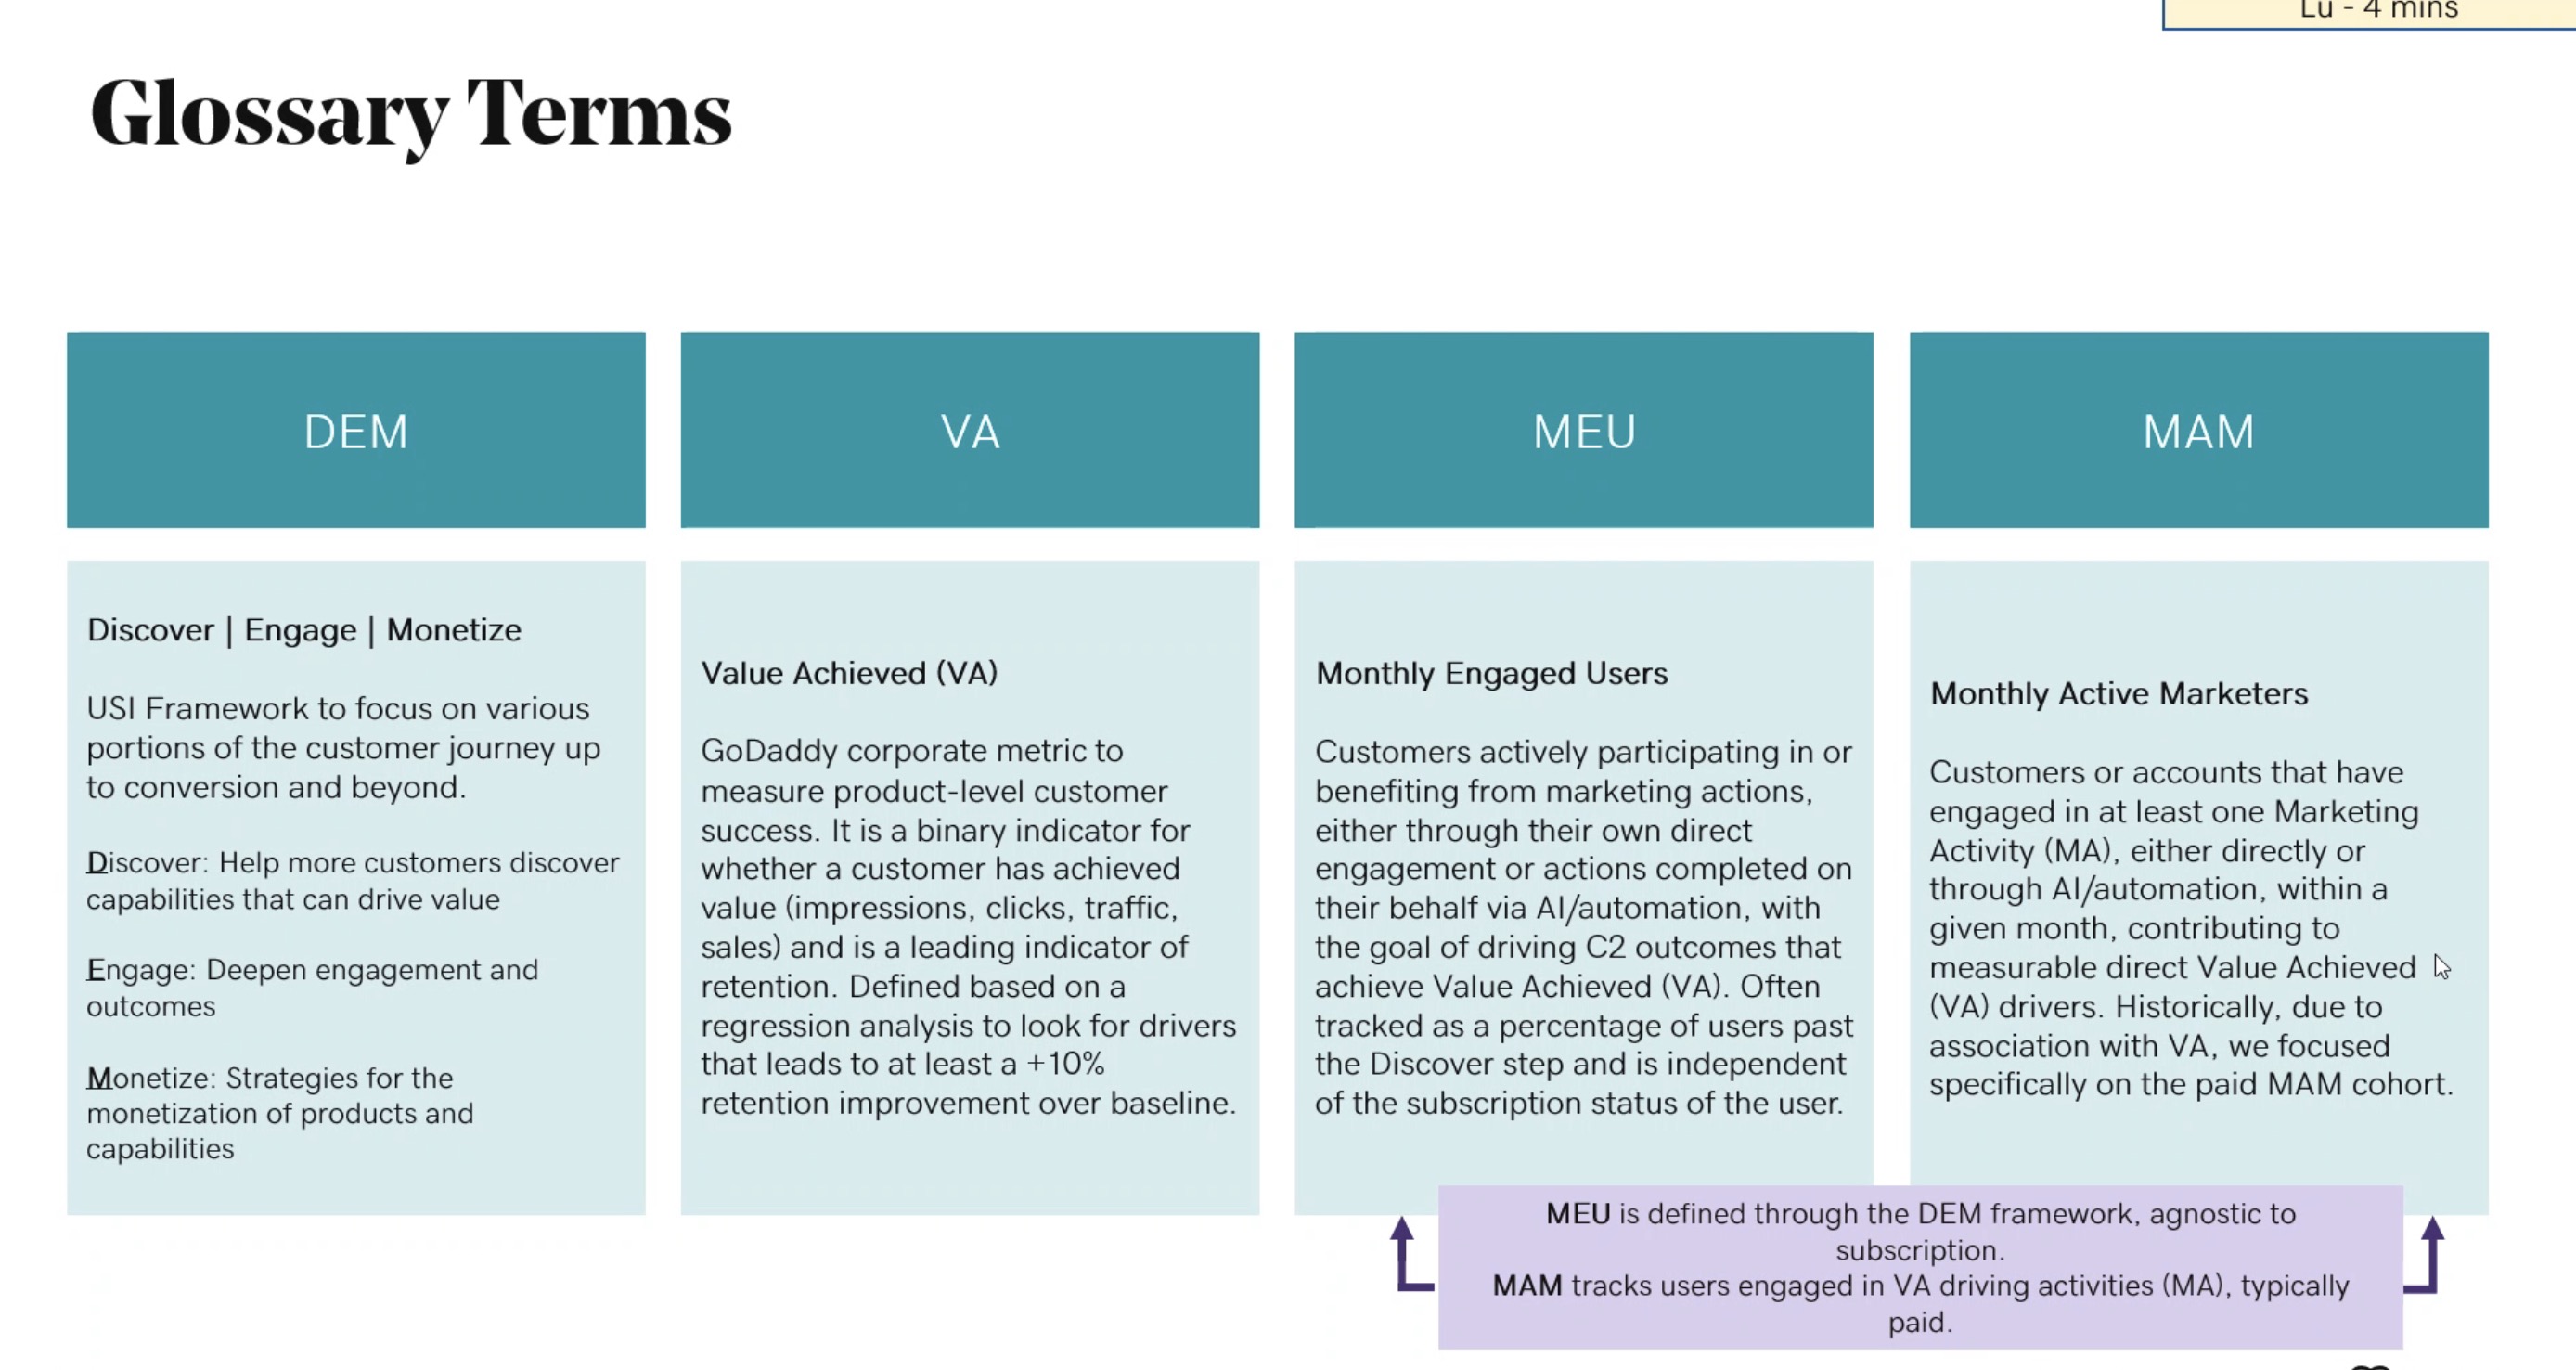 Lu - 4 mins
Glossary Terms
DEM
VA
MEU
MAM
Discover | Engage | Monetize
USI Framework to focus on various
portions of the customer journey up
to conversion and beyond.
Discover: Help more customers discover
capabilities that can drive value
Engage: Deepen engagement and
outcomes
Monetize: Strategies for the
monetization of products and
capabilities
Value Achieved (VA)
GoDaddy corporate metric to
measure product-level customer
success. It is a binary indicator for
whether a customer has achieved
value (impressions, clicks, traffic,
sales) and is a leading indicator of
retention. Defined based on a
regression analysis to look for drivers
that leads to at least a +10%
retention improvement over baseline.
Monthly Engaged Users
Customers actively participating in or
benefiting from marketing actions,
either through their own direct
engagement or actions completed on
their behalf via AI/automation, with
the goal of driving C2 outcomes that
achieve Value Achieved (VA). Often
tracked as a percentage of users past
the Discover step and is independent
of the subscription status of the user.
Monthly Active Marketers
Customers or accounts that have
engaged in at least one Marketing
Activity (MA), either directly or
through AI/automation, within a
given month, contributing to
measurable direct Value Achieved
(VA) drivers. Historically, due to
association with VA, we focused
specifically on the paid MAM cohort.
MEU is defined through the DEM framework, agnostic to
subscription.
MAM tracks users engaged in VA driving activities (MA), typically
paid.